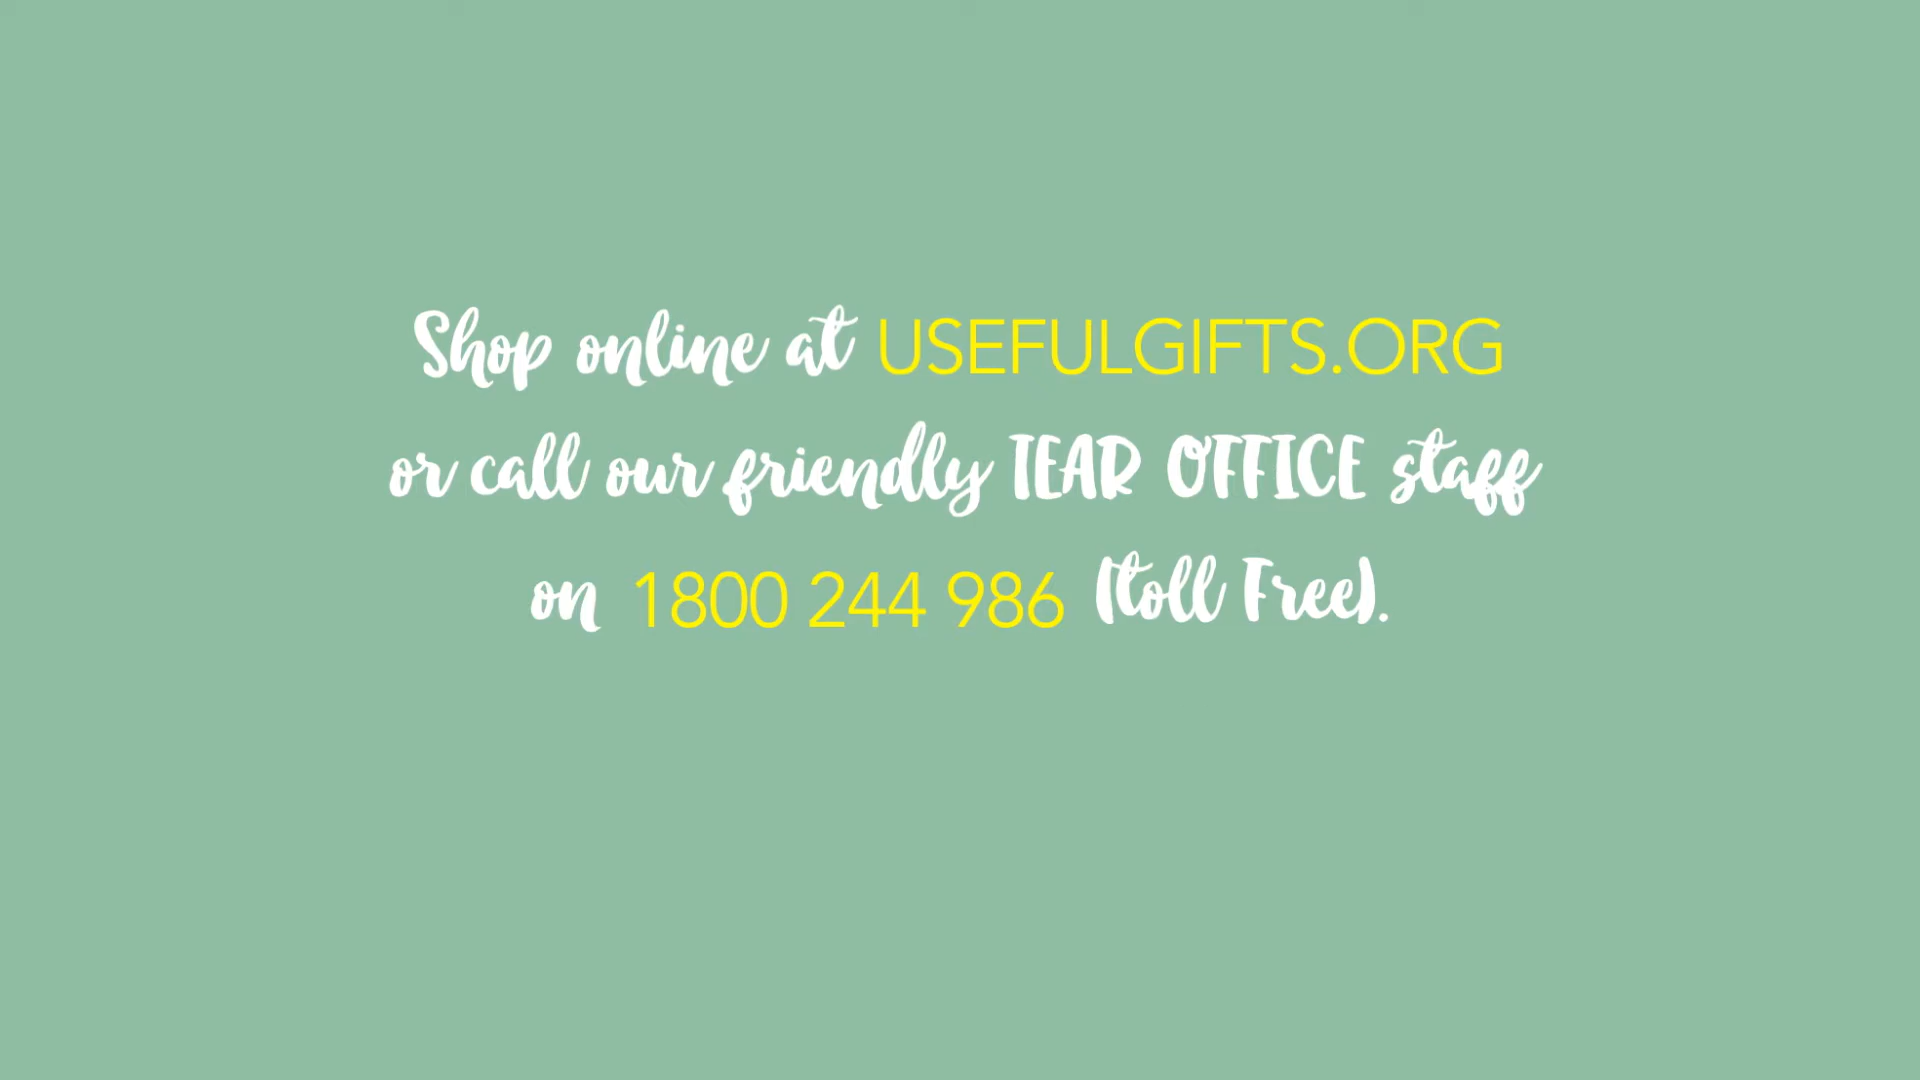 Shop online at USEFULGIFTS.ORG
or call our friendly TEAR OFFICE staff
on 1800 244 986 (toll Free).